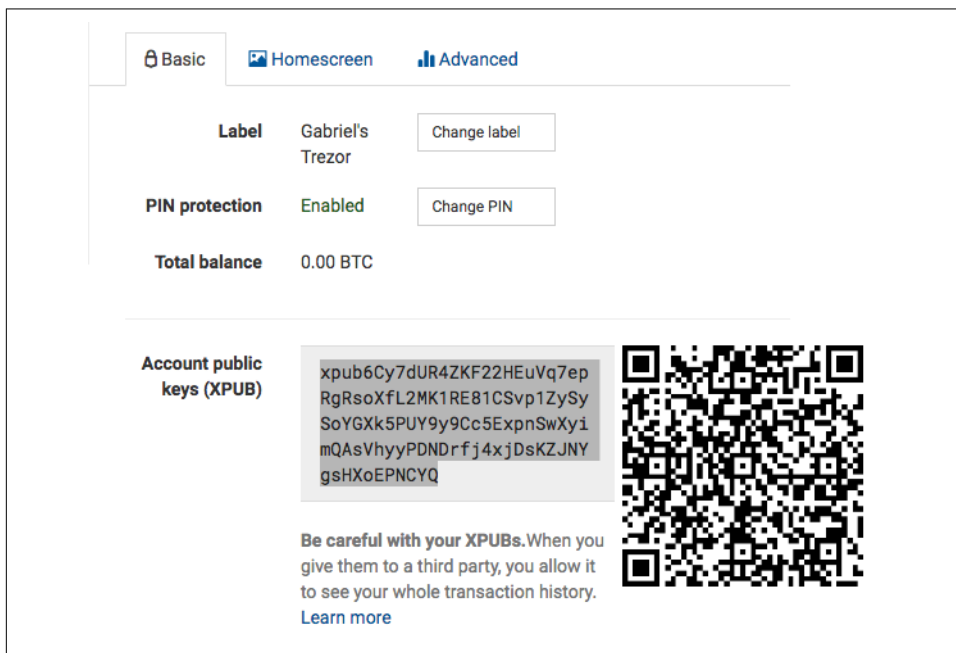 Basic Homescreen Advanced
Label Gabriel's Change label
Trezor
PIN protection Enabled Change PIN
Total balance 0.00 BTC
Account public
keys (XPUB)
xpub6Cy7dUR4ZKF22HEuVq7ep
RgRsoXfL2MK1RE81CSvp1ZySy
SoYGXk5PUY9y9Cc5ExpnSwXyi
mQAsVhyyPDNDrfj4xjDsKZJNY
gsHXoEPNCYQ
Be careful with your XPUBs.When you
give them to a third party, you allow it
to see your whole transaction history.
Learn more